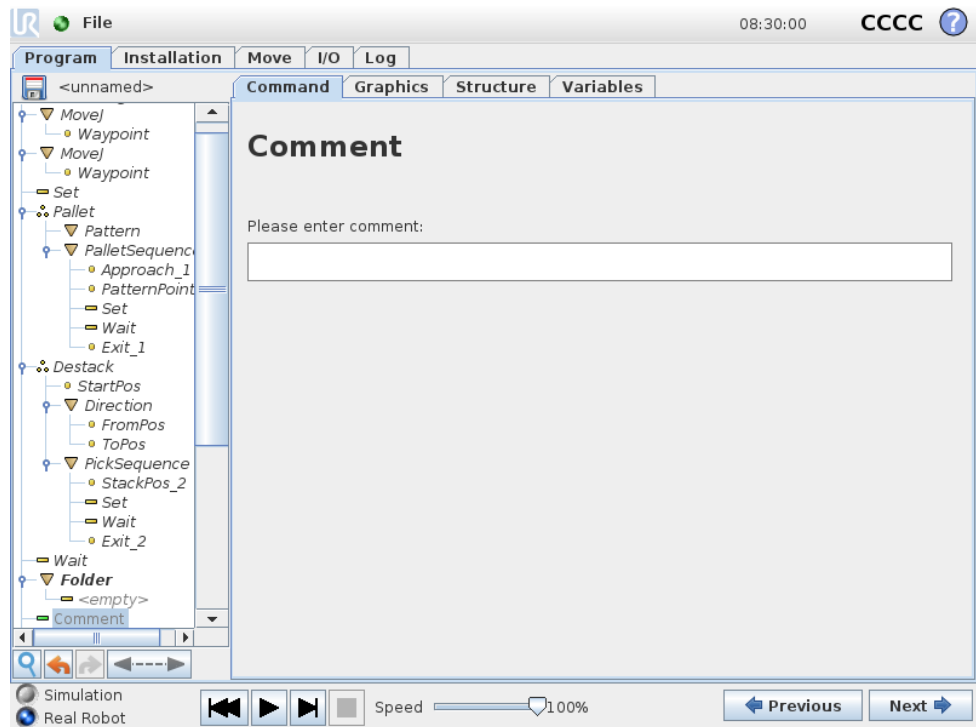 UR File 08:30:00 CCCC ?
Program Installation Move I/O Log
<unnamed>
Command Graphics Structure Variables
MoveJ
Waypoint
MoveJ
Waypoint
Set
Pallet
Pattern
PalletSequenc
Approach_1
PatternPoint
Set
Wait
Exit_1
Destack
StartPos
Direction
FromPos
ToPos
PickSequence
StackPos_2
Set
Wait
Exit_2
Wait
Folder
<empty>
Comment
Comment
Please enter comment:
Simulation
Real Robot
Speed 100%
Previous Next